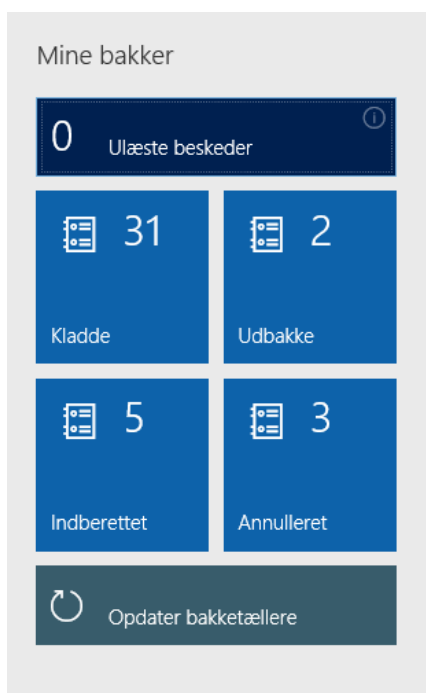 Mine bakker
0 Ulæste beskeder
31
Kladde
2
Udbakke
5
Indberettet
3
Annulleret
Opdater bakketællere